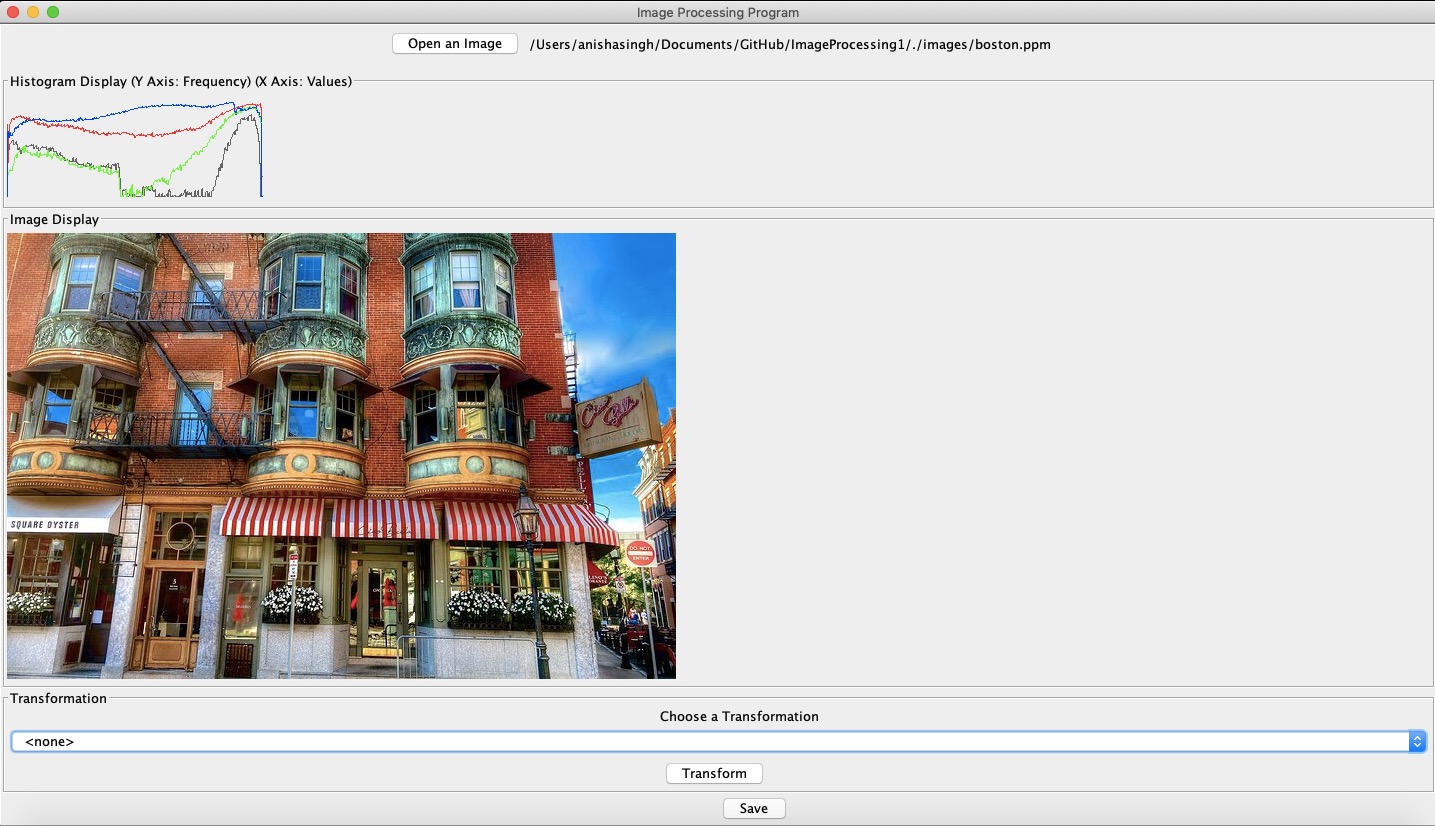 Image Processing Program
Open an Image /Users/anishasingh/Documents/GitHub/ImageProcessing1/./images/boston.ppm
Histogram Display (Y Axis: Frequency) (X Axis: Values)
Image Display
SQUARE OYSTER
DO NOT
ENTER
5
Transformation
Choose a Transformation
<none>
Transform
Save